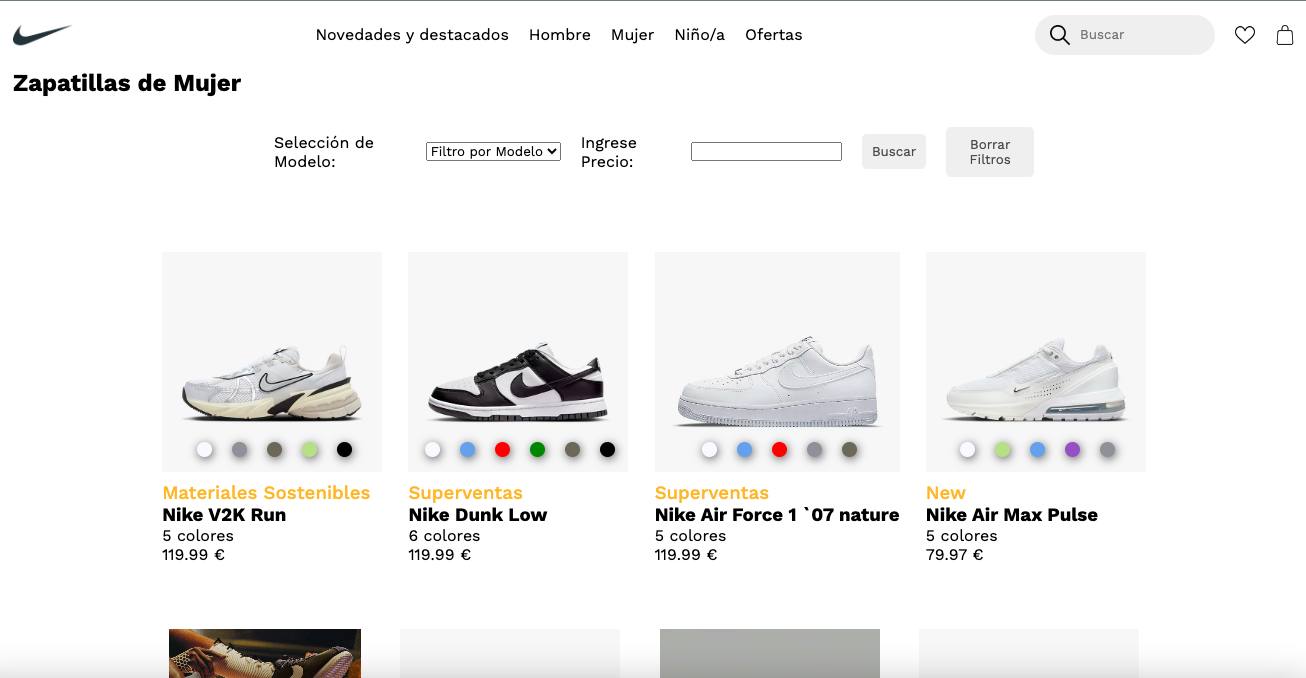 Novedades y destacados Hombre Mujer Niño/a Ofertas Buscar
Zapatillas de Mujer
Selección de Modelo: Filtro por Modelo Ingrese Precio: Buscar Borrar Filtros
Materiales Sostenibles
Nike V2K Run
5 colores
119.99 €
Superventas
Nike Dunk Low
6 colores
119.99 €
Superventas
Nike Air Force 1 `07 nature
5 colores
119.99 €
New
Nike Air Max Pulse
5 colores
79.97 €